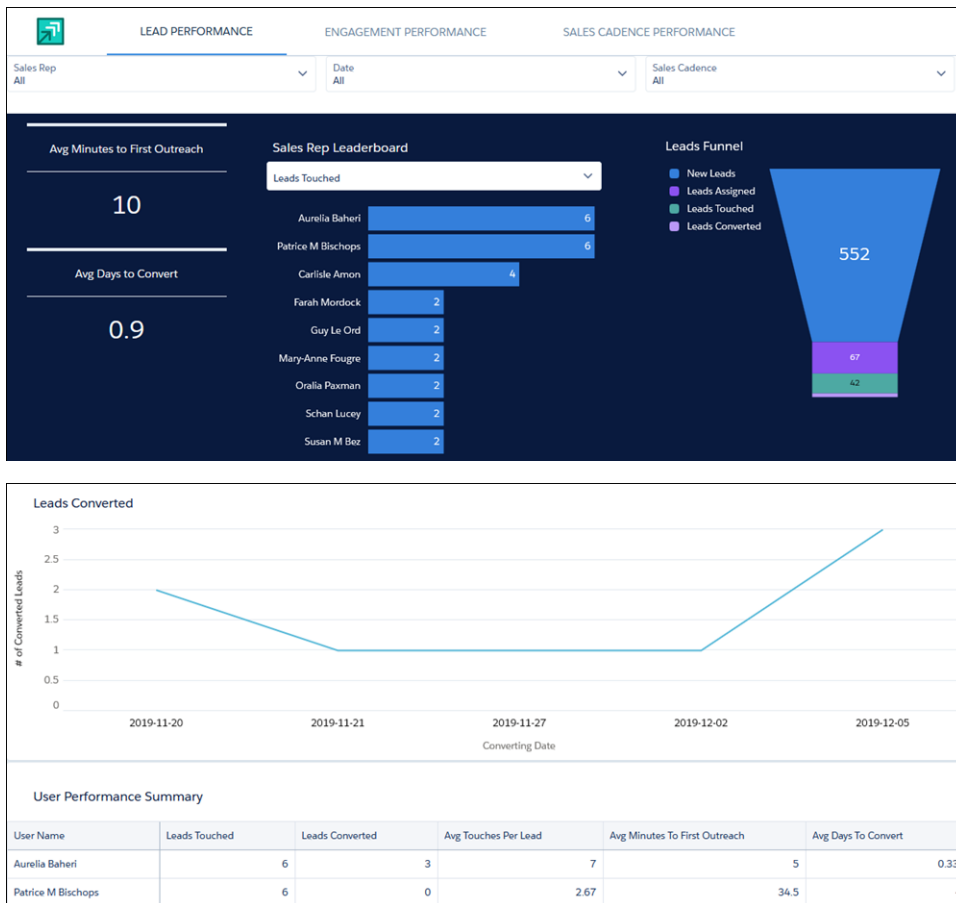 LEAD PERFORMANCE ENGAGEMENT PERFORMANCE SALES CADENCE PERFORMANCE
Sales Rep Date Sales Cadence
All All All
Avg Minutes to First Outreach
10
Avg Days to Convert
0.9
Sales Rep Leaderboard
Leads Touched
Aurelia Baheri 6
Patrice M Bischops 6
Carlisle Amon 4
Farah Mordock 2
Guy Le Ord 2
Mary-Anne Fougre 2
Oralia Paxman 2
Schan Lucey 2
Susan M Bez 2
Leads Funnel
New Leads
Leads Assigned
Leads Touched
Leads Converted
552
67
42
Leads Converted
# of Converted Leads
3
2.5
2
1.5
1
0.5
0
2019-11-20 2019-11-21 2019-11-27 2019-12-02 2019-12-05
Converting Date
User Performance Summary
User Name Leads Touched Leads Converted Avg Touches Per Lead Avg Minutes To First Outreach Avg Days To Convert
Aurelia Baheri 6 3 7 5 0.33
Patrice M Bischops 6 0 2.67 34.5